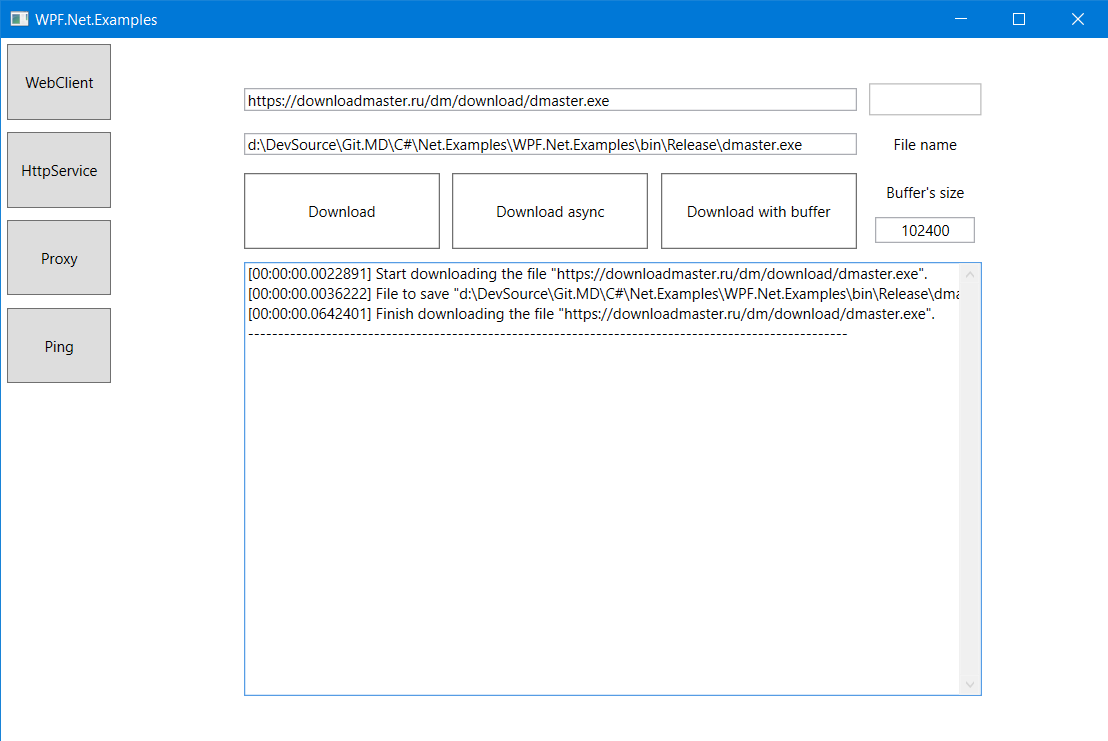 WPF.Net.Examples
WebClient
HttpService
Proxy
Ping
https://downloadmaster.ru/dm/download/dmaster.exe
d:\DevSource\Git.MD\C#\Net.Examples\WPF.Net.Examples\bin\Release\dmaster.exe
File name
Download
Download async
Download with buffer
Buffer's size
102400
[00:00:00.0022891] Start downloading the file "https://downloadmaster.ru/dm/download/dmaster.exe".
[00:00:00.0036222] File to save "d:\DevSource\Git.MD\C#\Net.Examples\WPF.Net.Examples\bin\Release\dma
[00:00:00.0642401] Finish downloading the file "https://downloadmaster.ru/dm/download/dmaster.exe".
----------------------------------------------------------------------------------------------------